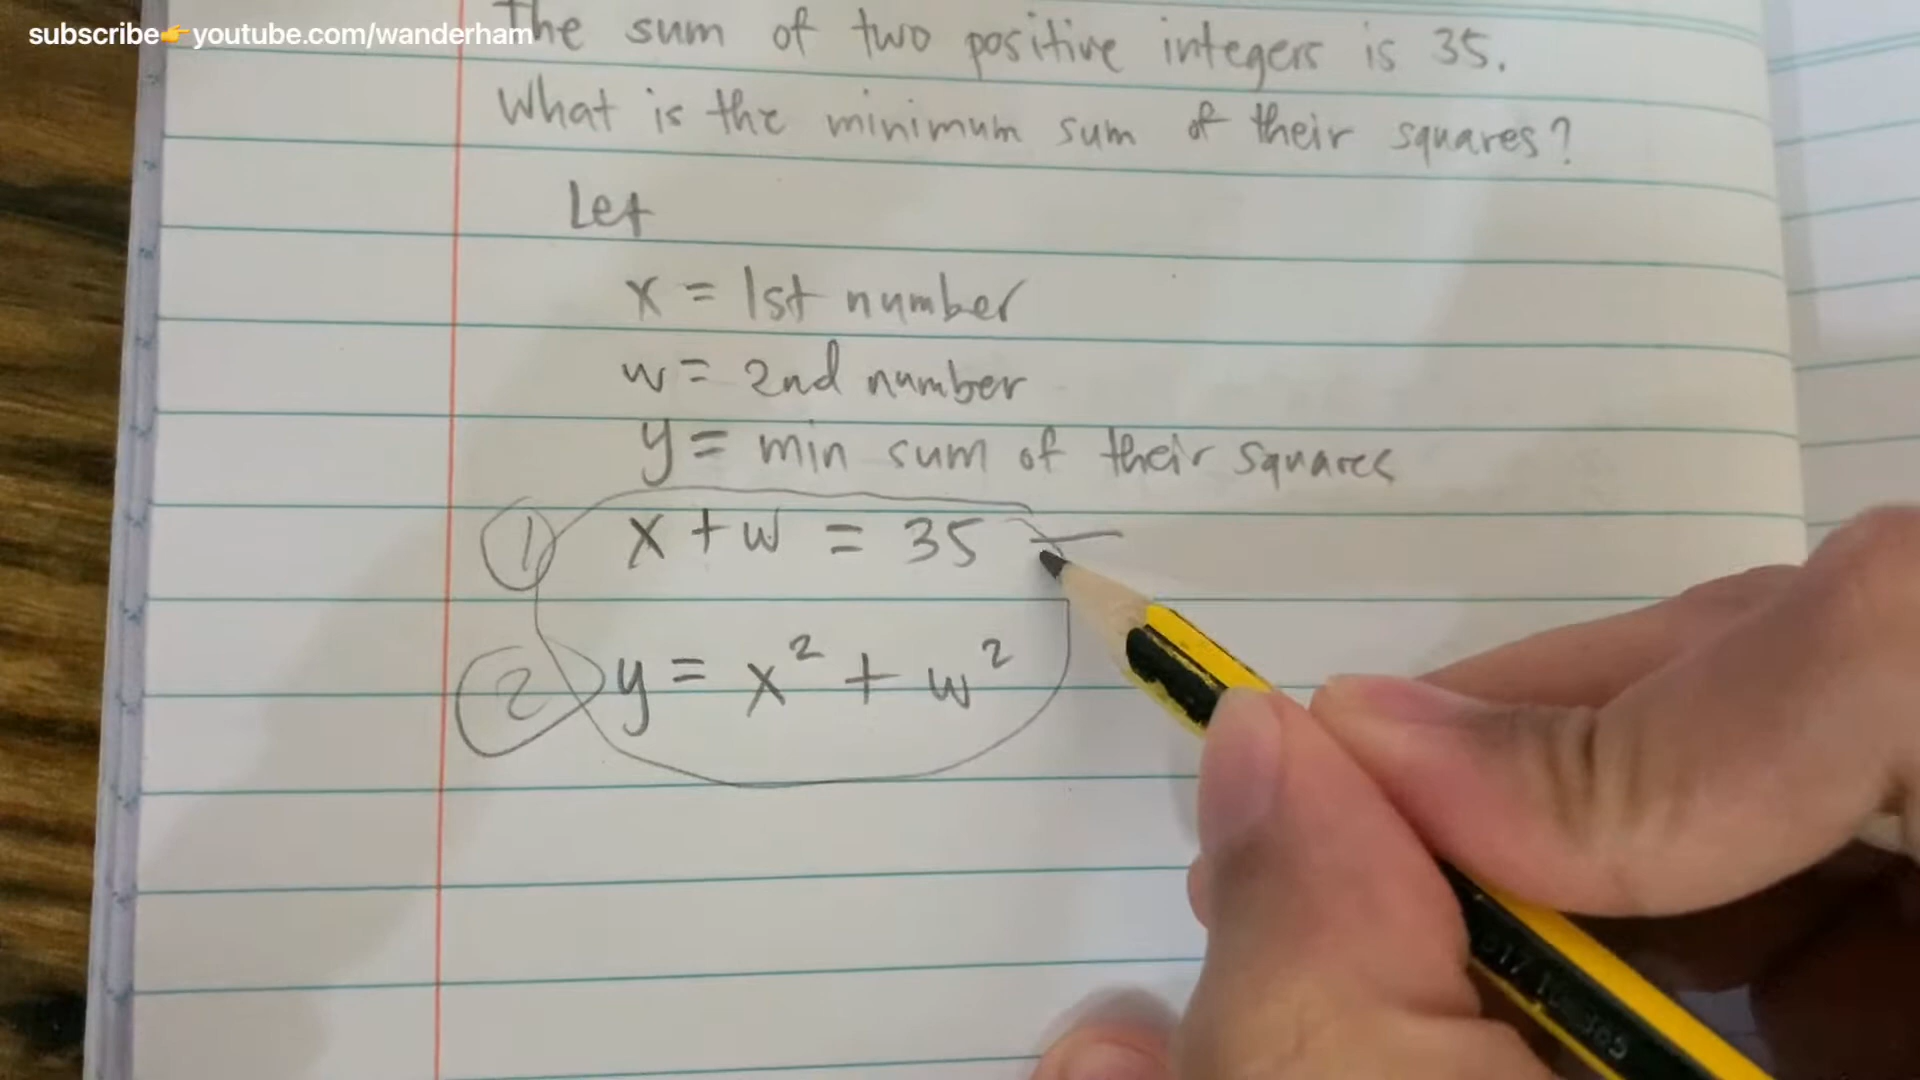 subscribe👉youtube.com/wanderham
The sum of two positive integers is 35.
What is the minimum sum of their squares?
Let
x = 1st number
w = 2nd number
y = min sum of their squares
1 x + w = 35
2 y = x² + w²